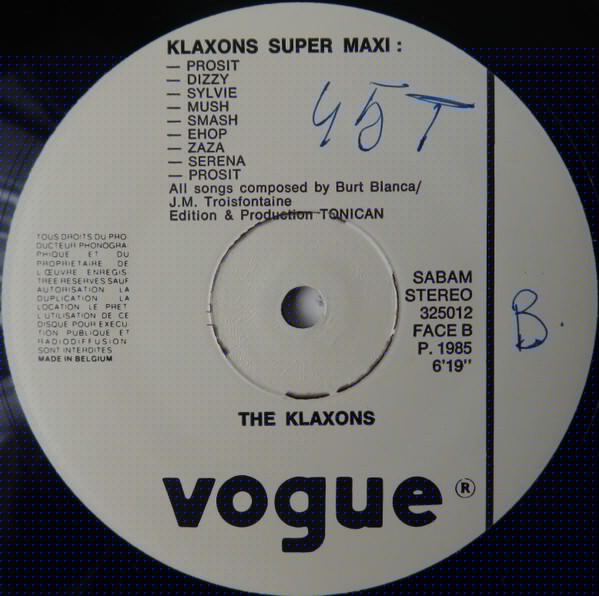 KLAXONS SUPER MAXI :
— PROSIT
— DIZZY
— SYLVIE
— MUSH
— SMASH
— EHOP
— ZAZA
— SERENA
— PROSIT
All songs composed by Burt Blanca/
J.M. Troisfontaine
Edition & Production TONICAN
45T
TOUS DROITS DU PRO
DUCTEUR PHONOGRA
PHIQUE ET DU
PROPRIETAIRE DE
L'ŒUVRE ENREGIS
TREE RESERVES SAUF
AUTORISATION LA
DUPLICATION LA
LOCATION LE PRET
L'UTILISATION DE CE
DISQUE POUR EXECU
TION PUBLIQUE ET
RADIODIFFUSION
SONT INTERDITES
MADE IN BELGIUM
SABAM
STEREO
325012
FACE B
P. 1985
6'19"
B.
THE KLAXONS
vogue ®